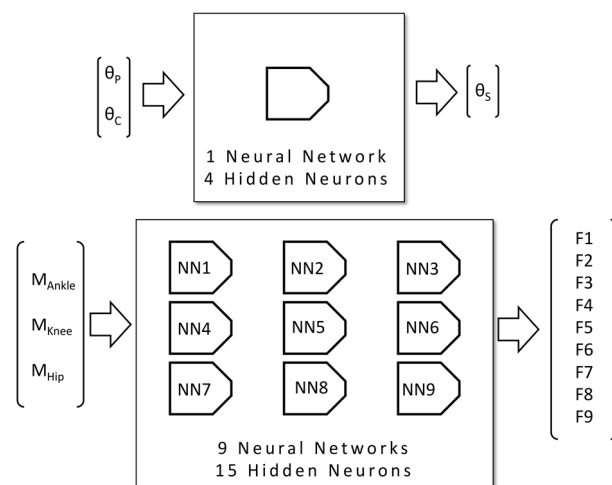 θP
θC
θS
1 Neural Network
4 Hidden Neurons
MAnkle
MKnee
MHip
NN1 NN2 NN3
NN4 NN5 NN6
NN7 NN8 NN9
9 Neural Networks
15 Hidden Neurons
F1
F2
F3
F4
F5
F6
F7
F8
F9